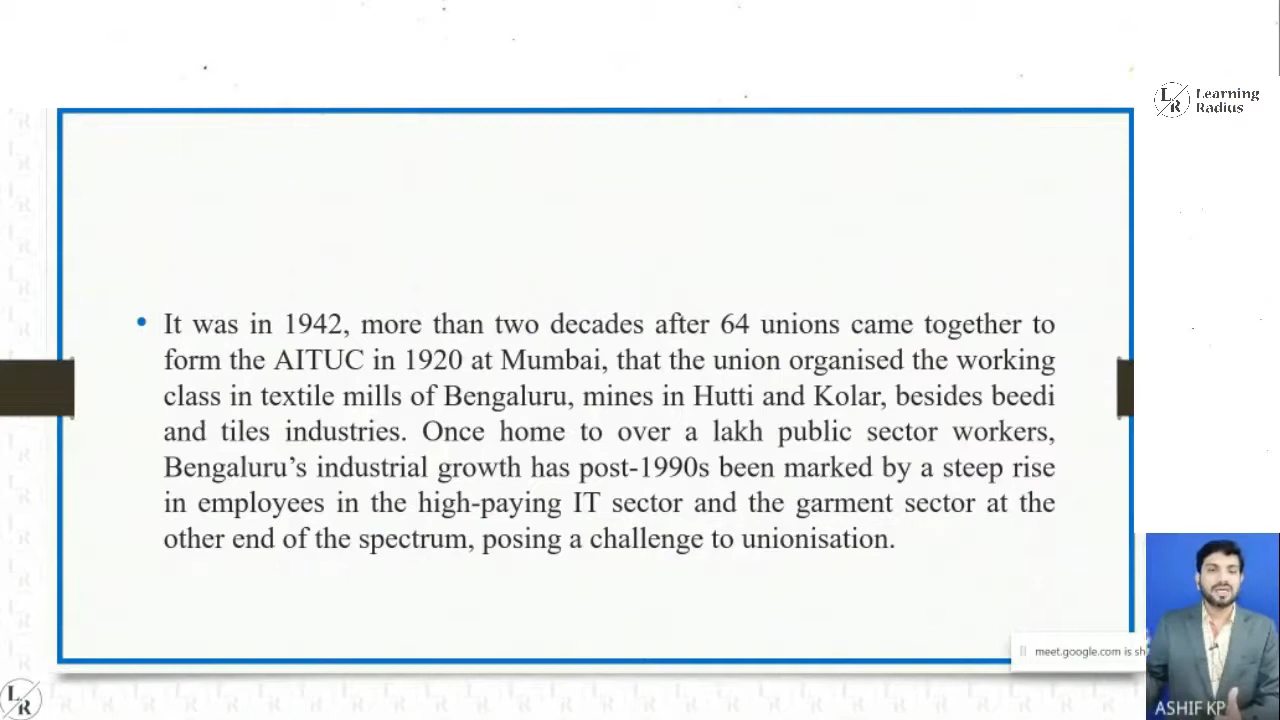 L
R
Learning
Radius
• It was in 1942, more than two decades after 64 unions came together to
form the AITUC in 1920 at Mumbai, that the union organised the working
class in textile mills of Bengaluru, mines in Hutti and Kolar, besides beedi
and tiles industries. Once home to over a lakh public sector workers,
Bengaluru’s industrial growth has post-1990s been marked by a steep rise
in employees in the high-paying IT sector and the garment sector at the
other end of the spectrum, posing a challenge to unionisation.
meet.google.com is sh
L
R
ASHIF KP